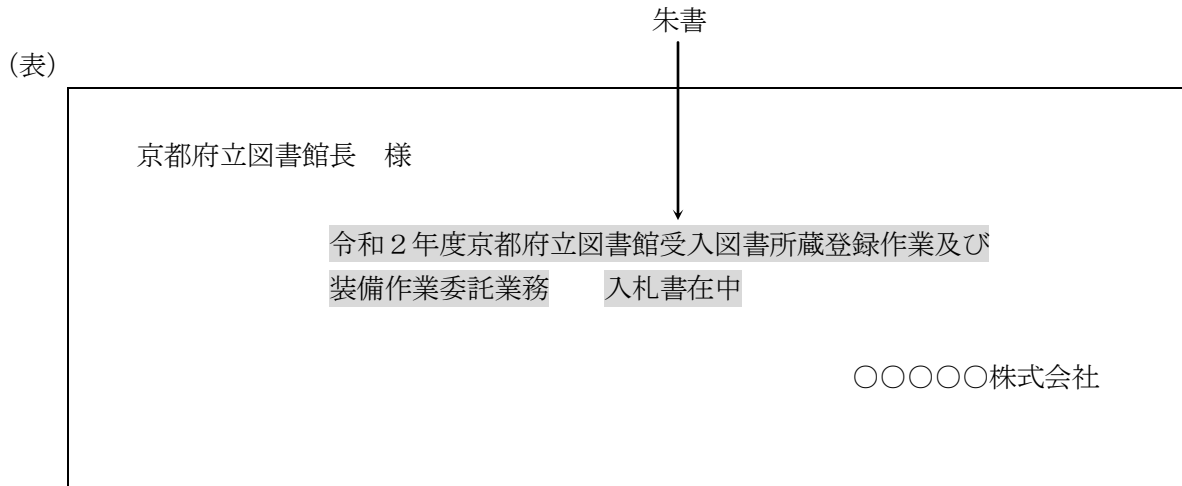 朱書
（表）
京都府立図書館長　様
令和２年度京都府立図書館受入図書所蔵登録作業及び
装備作業委託業務　　入札書在中
○○○○○株式会社